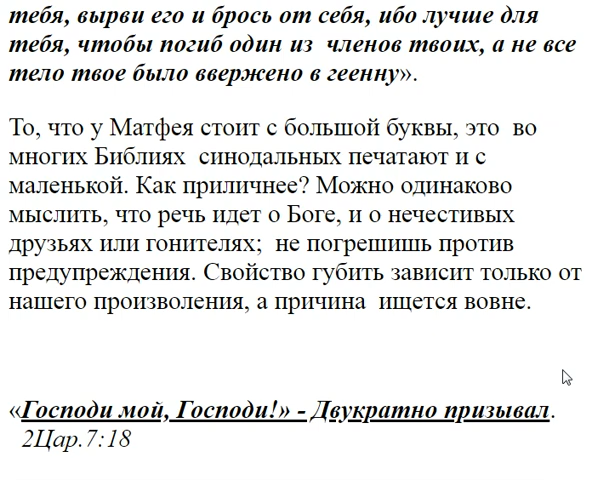 тебя, вырви его и брось от себя, ибо лучше для
тебя, чтобы погиб один из членов твоих, а не все
тело твое было ввержено в геенну».
То, что у Матфея стоит с большой буквы, это во
многих Библиях синодальных печатают и с
маленькой. Как приличнее? Можно одинаково
мыслить, что речь идет о Боге, и о нечестивых
друзьях или гонителях; не погрешишь против
предупреждения. Свойство губить зависит только от
нашего произволения, а причина ищется вовне.
«Господи мой, Господи!» - Двукратно призывал.
2Цар.7:18